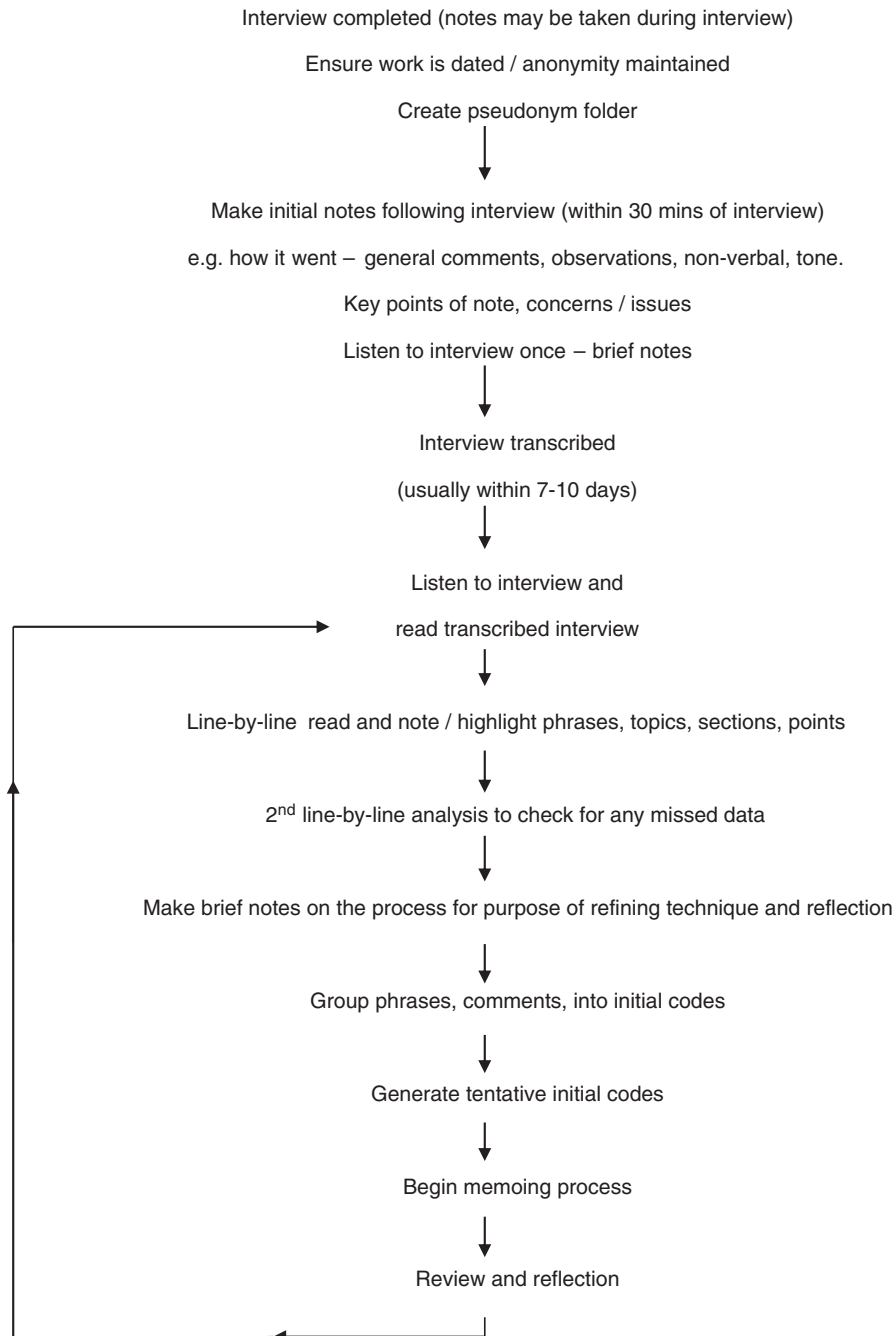 Interview completed (notes may be taken during interview)
Ensure work is dated / anonymity maintained
Create pseudonym folder
Make initial notes following interview (within 30 mins of interview)
e.g. how it went – general comments, observations, non-verbal, tone.
Key points of note, concerns / issues
Listen to interview once – brief notes
Interview transcribed
(usually within 7-10 days)
Listen to interview and
read transcribed interview
Line-by-line read and note / highlight phrases, topics, sections, points
2nd line-by-line analysis to check for any missed data
Make brief notes on the process for purpose of refining technique and reflection
Group phrases, comments, into initial codes
Generate tentative initial codes
Begin memoing process
Review and reflection